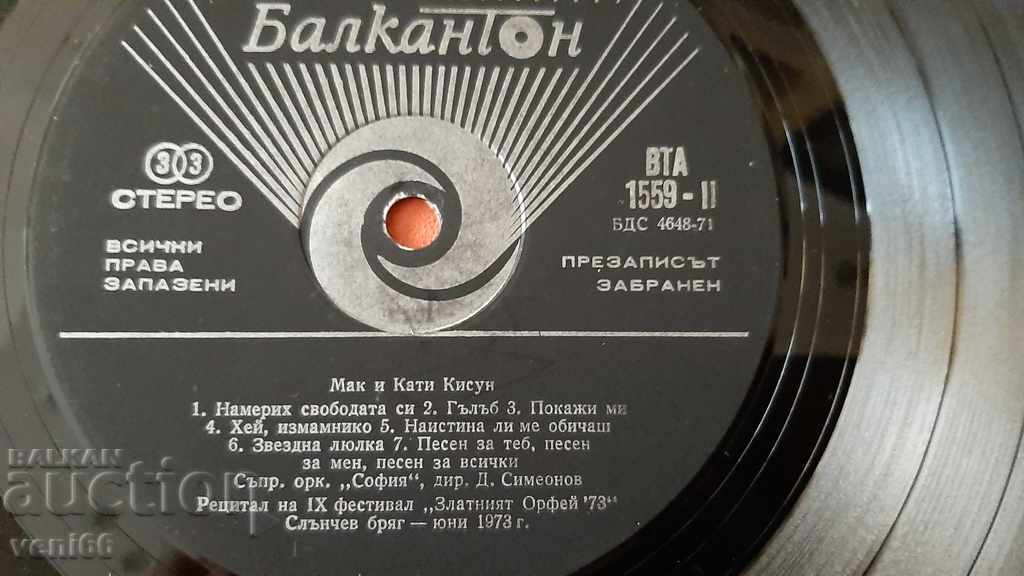 Балкантон
33
СТЕРЕО
ВСИЧКИ
ПРАВА
ЗАПАЗЕНИ
ВТА
1559 - II
БДС 4648-71
ПРЕЗАПИСЪТ
ЗАБРАНЕН
Мак и Кати Кисун
1. Намерих свободата си 2. Гълъб 3. Покажи ми
4. Хей, измамнико 5. Наистина ли ме обичаш
6. Звездна люлка 7. Песен за теб, песен
за мен, песен за всички
Съпр. орк. „София“, дир. Д. Симеонов
Рецитал на IX фестивал „Златният Орфей '73“
Слънчев бряг — юни 1973 г.
BALKAN
auction
veni66